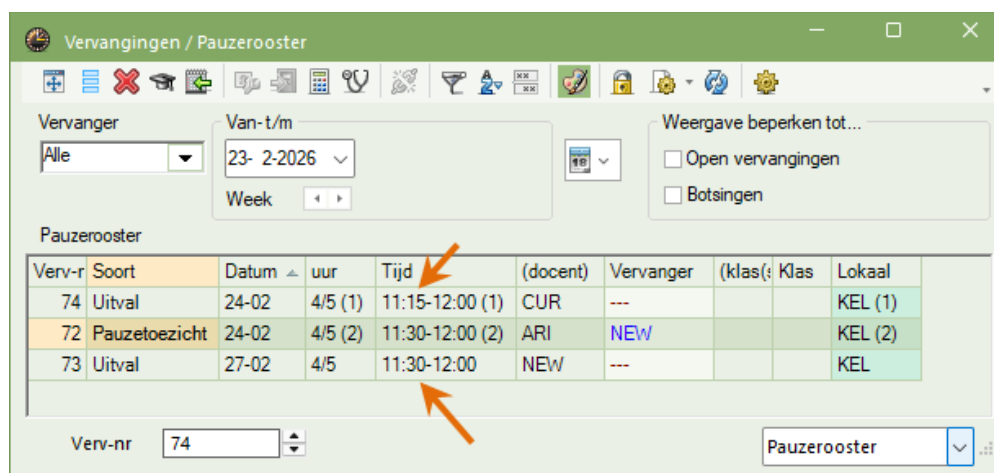 Vervangingen / Pauzerooster
Vervanger
Van- t/m
Weergave beperken tot...
Alle
23- 2-2026
18
Open vervangingen
Week
Botsingen
Pauzerooster
Verv-r Soort Datum uur Tijd (docent) Vervanger (klas(s Klas Lokaal
74 Uitval 24-02 4/5 (1) 11:15-12:00 (1) CUR --- KEL (1)
72 Pauzetoezicht 24-02 4/5 (2) 11:30-12:00 (2) ARI NEW KEL (2)
73 Uitval 27-02 4/5 11:30-12:00 NEW --- KEL
Verv-nr 74 Pauzerooster